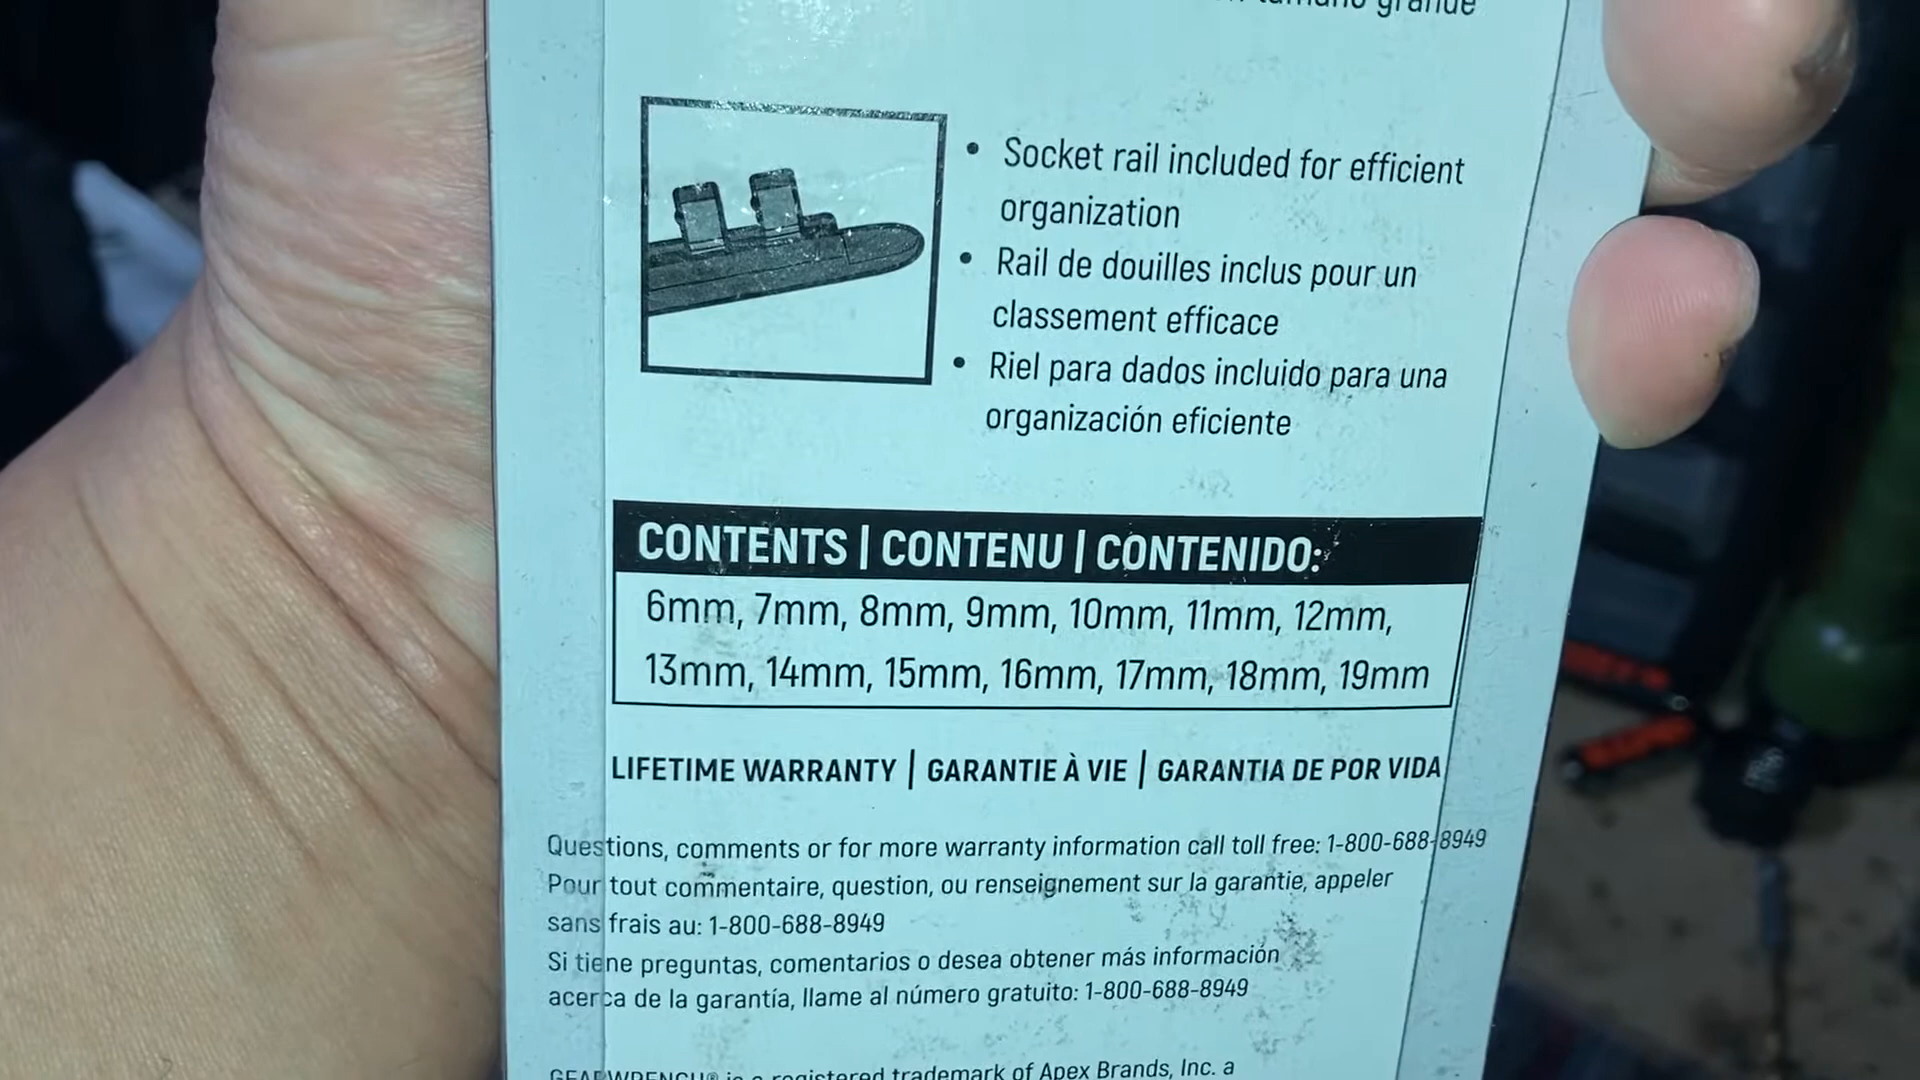 tamaño grande
• Socket rail included for efficient
organization
• Rail de douilles inclus pour un
classement efficace
• Riel para dados incluido para una
organización eficiente
CONTENTS | CONTENU | CONTENIDO:
6mm, 7mm, 8mm, 9mm, 10mm, 11mm, 12mm,
13mm, 14mm, 15mm, 16mm, 17mm, 18mm, 19mm
LIFETIME WARRANTY | GARANTIE À VIE | GARANTIA DE POR VIDA
Questions, comments or for more warranty information call toll free: 1-800-688-8949
Pour tout commentaire, question, ou renseignement sur la garantie, appeler
sans frais au: 1-800-688-8949
Si tiene preguntas, comentarios o desea obtener más información
acerca de la garantía, llame al número gratuito: 1-800-688-8949
GEARWRENCH® is a registered trademark of Apex Brands, Inc. a